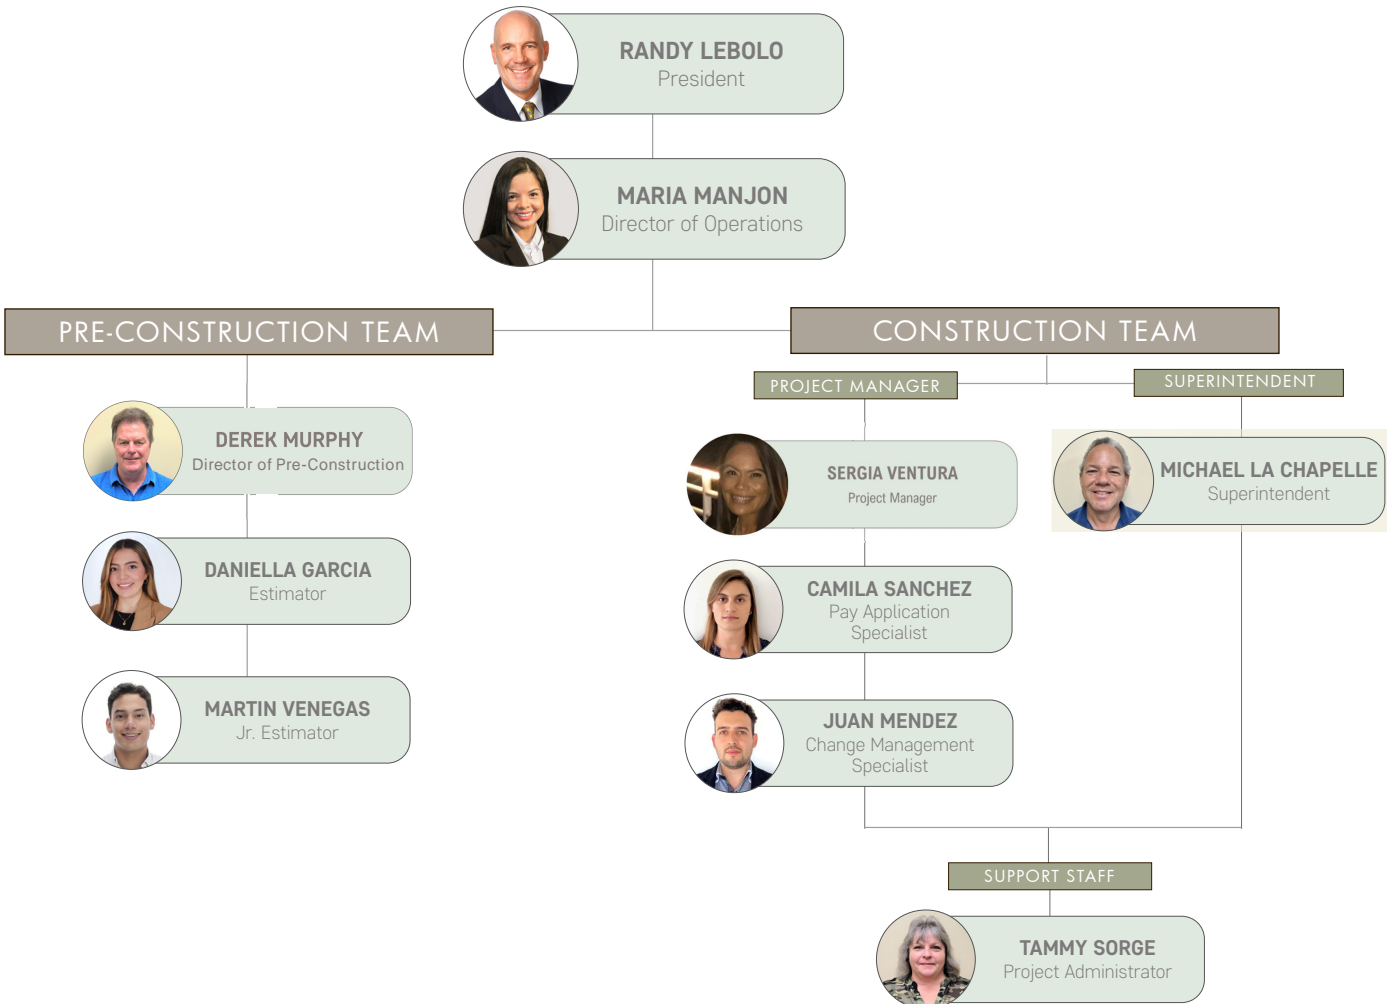 RANDY LEBOLO
President
MARIA MANJON
Director of Operations
PRE-CONSTRUCTION TEAM
CONSTRUCTION TEAM
PROJECT MANAGER
SUPERINTENDENT
DEREK MURPHY
Director of Pre-Construction
SERGIA VENTURA
Project Manager
MICHAEL LA CHAPELLE
Superintendent
DANIELLA GARCIA
Estimator
CAMILA SANCHEZ
Pay Application
Specialist
MARTIN VENEGAS
Jr. Estimator
JUAN MENDEZ
Change Management
Specialist
SUPPORT STAFF
TAMMY SORGE
Project Administrator